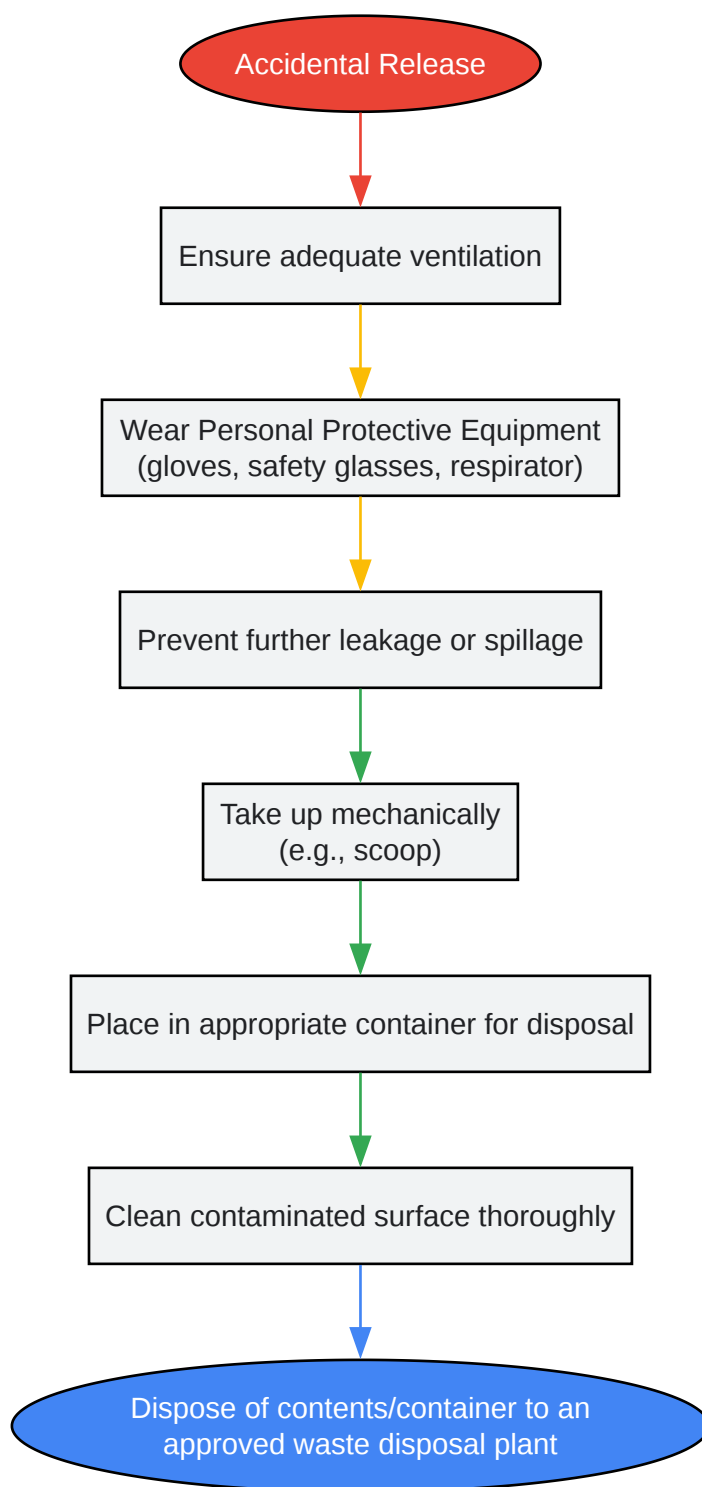 Accidental Release
Ensure adequate ventilation
Wear Personal Protective Equipment
(gloves, safety glasses, respirator)
Prevent further leakage or spillage
Take up mechanically
(e.g., scoop)
Place in appropriate container for disposal
Clean contaminated surface thoroughly
Dispose of contents/container to an
approved waste disposal plant